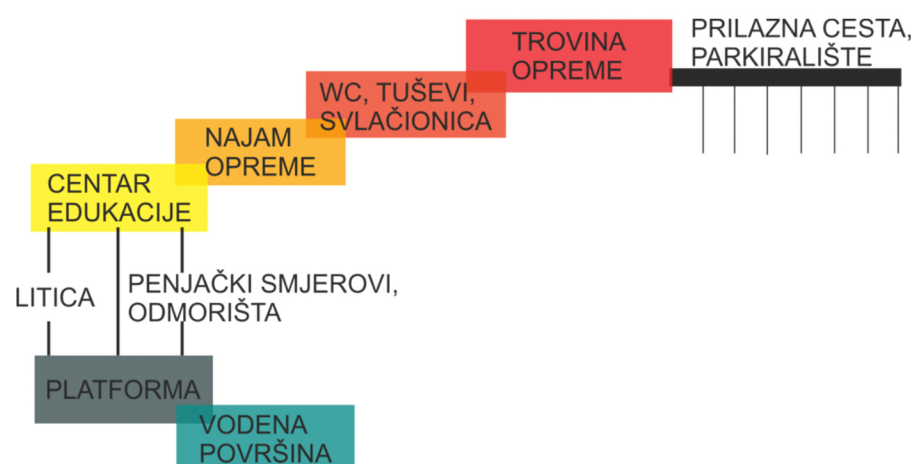 TROVINA
OPREME
PRILAZNA CESTA,
PARKIRALIŠTE
WC, TUŠEVI,
SVLAČIONICA
NAJAM
OPREME
CENTAR
EDUKACIJE
LITICA
PENJAČKI SMJEROVI,
ODMORIŠTA
PLATFORMA
VODENA
POVRŠINA